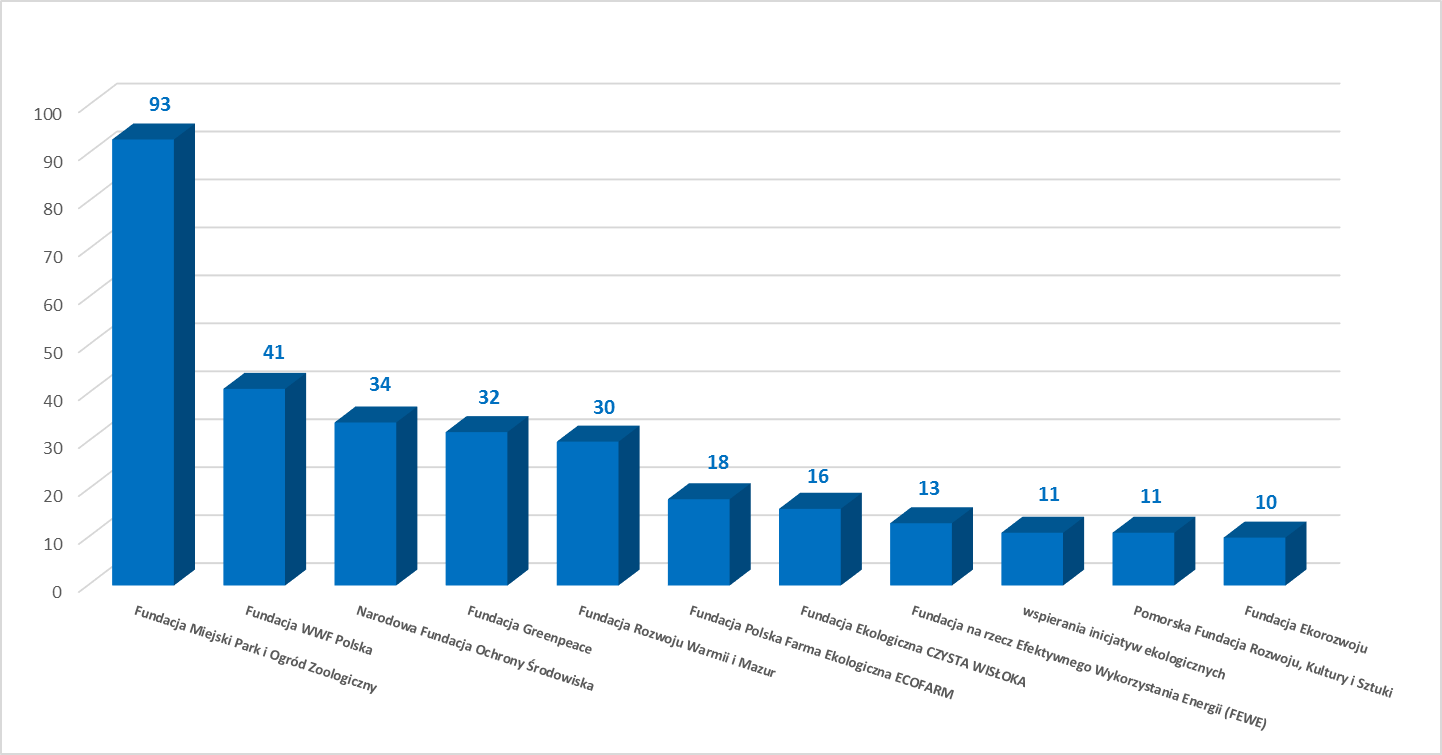 100
90
80
70
60
50
40
30
20
10
0
93
41
34
32
30
18
16
13
11
11
10
Fundacja Miejski Park i Ogród Zoologiczny
Fundacja WWF Polska
Narodowa Fundacja Ochrony Środowiska
Fundacja Greenpeace
Fundacja Rozwoju Warmii i Mazur
Fundacja Polska Farma Ekologiczna ECOFARM
Fundacja Ekologiczna CZYSTA WISŁOKA
Fundacja na rzecz Efektywnego Wykorzystania Energii (FEWE)
wspierania inicjatyw ekologicznych
Pomorska Fundacja Rozwoju, Kultury i Sztuki
Fundacja Ekorozwoju